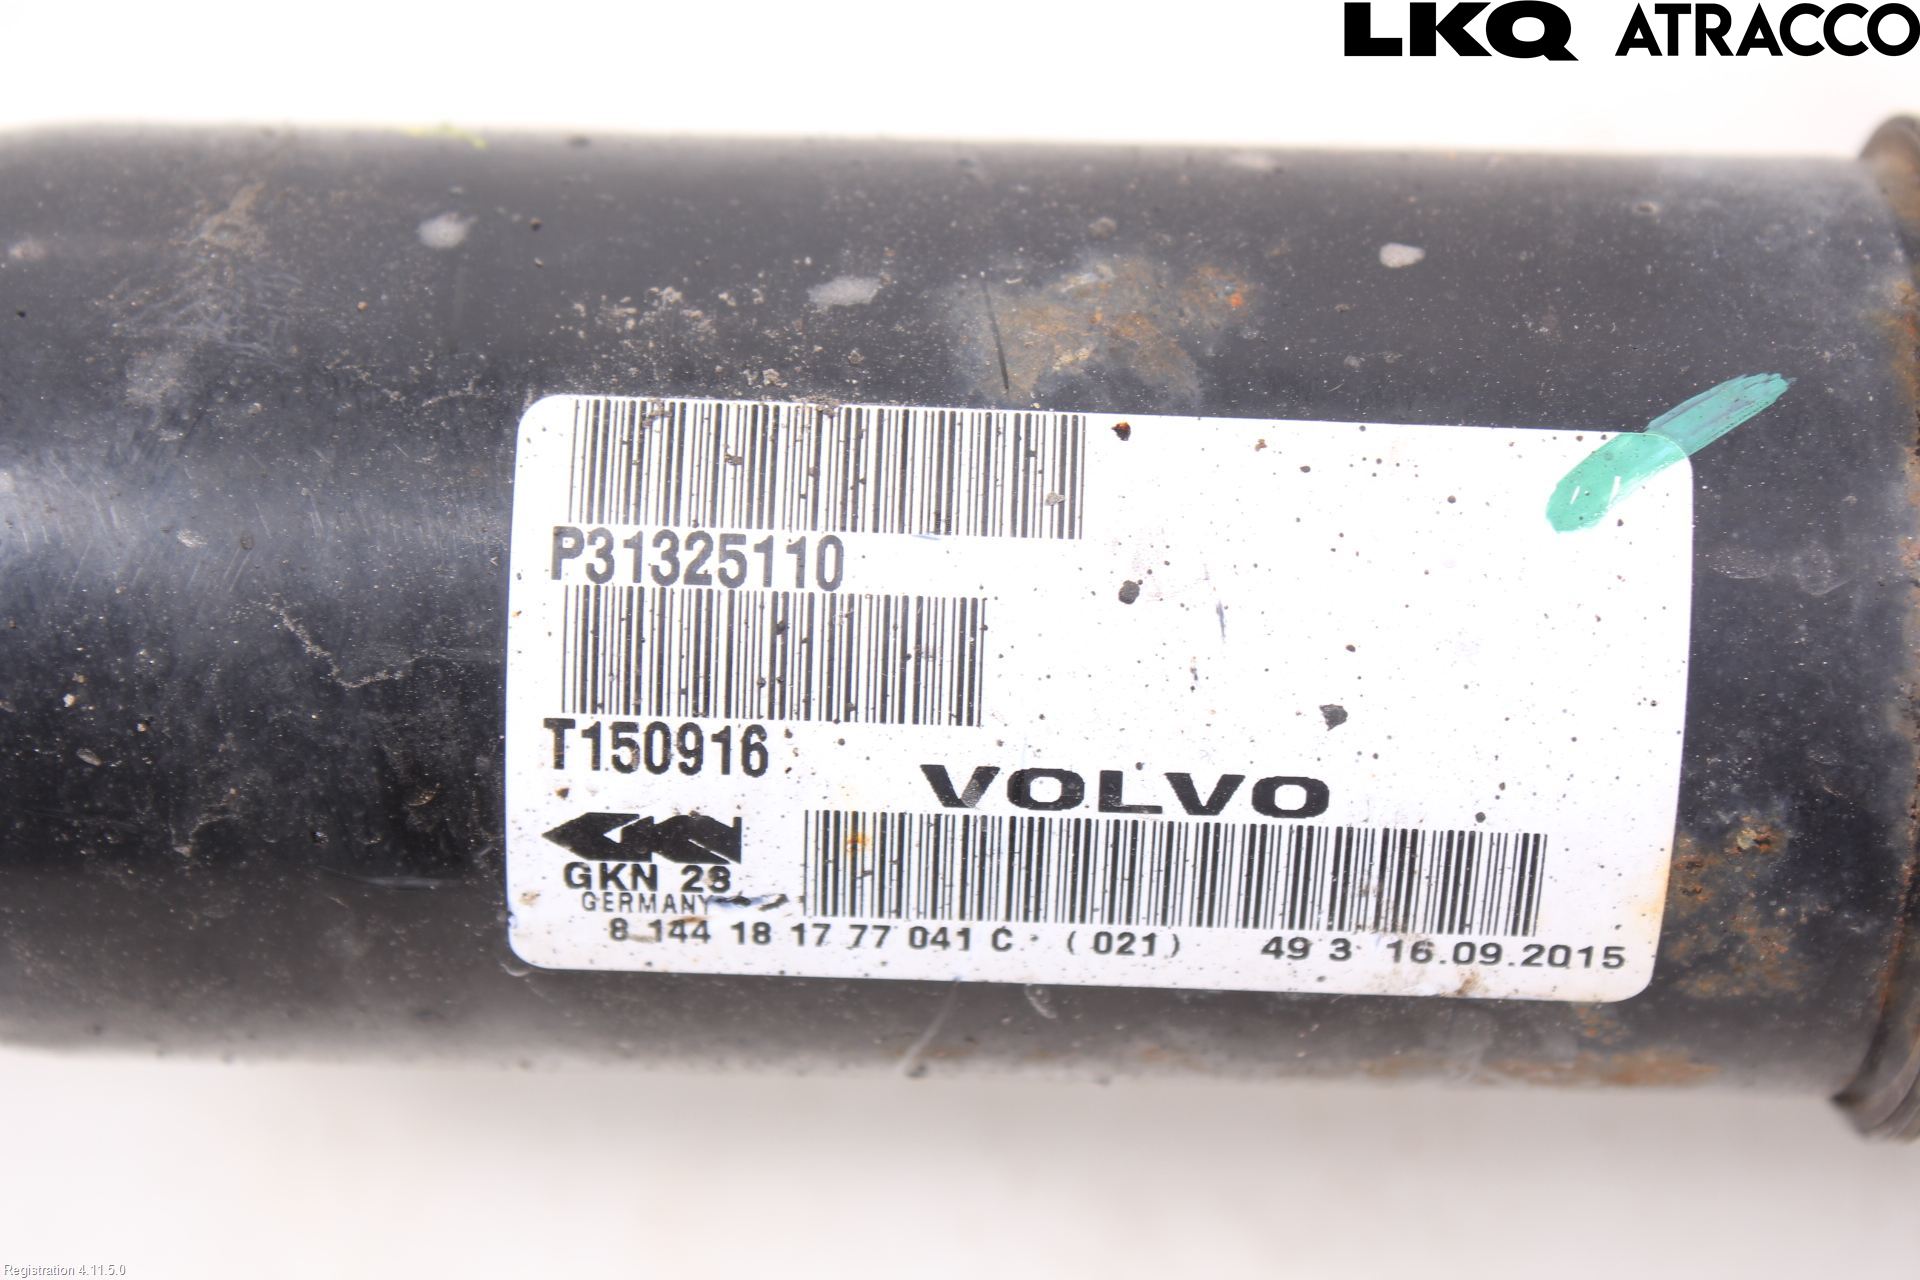 LKQ ATRACCO
P31325110
T150916
VOLVO
GKN
GKN 28
GERMANY
8 144 18 17 77 041 C (021) 49 3 16.09.2015
Registration 4.11.5.0